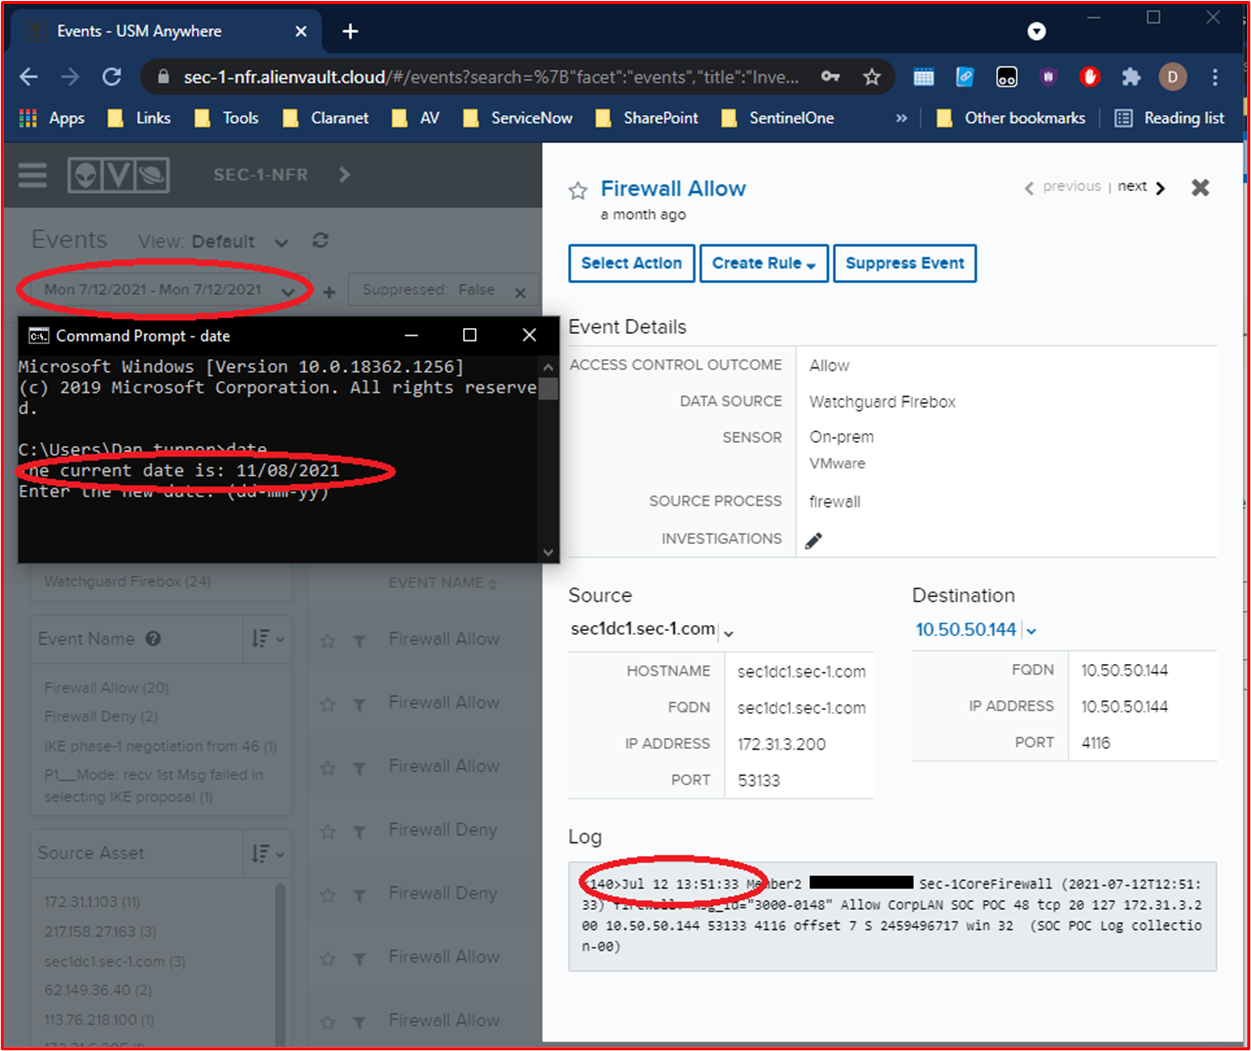 Events - USM Anywhere
sec-1-nfr.alienvault.cloud/#/events?search=%7B"facet":"events","title":"Inve...
D
Apps Links Tools Claranet AV ServiceNow SharePoint SentinelOne » Other bookmarks Reading list
SEC-1-NFR
Events View: Default
Mon 7/12/2021 - Mon 7/12/2021
Suppressed: False
Command Prompt - date
Microsoft Windows [Version 10.0.18362.1256]
(c) 2019 Microsoft Corporation. All rights reserve
d.
C:\Users\Dan.turner>date
The current date is: 11/08/2021
Enter the new date: (dd-mm-yy)
Watchguard Firebox (24)
Event Name
Firewall Allow (20)
Firewall Deny (2)
IKE phase-1 negotiation from 46 (1)
P1__Mode: recv 1st Msg failed in
selecting IKE proposal (1)
Source Asset
172.31.1.103 (11)
217.158.27.163 (3)
sec1dc1.sec-1.com (3)
62.149.36.40 (2)
113.76.218.100 (1)
EVENT NAME
Firewall Allow
Firewall Allow
Firewall Allow
Firewall Deny
Firewall Deny
Firewall Allow
Firewall Allow
Firewall Allow
a month ago
previous | next
Select Action
Create Rule
Suppress Event
Event Details
ACCESS CONTROL OUTCOME Allow
DATA SOURCE Watchguard Firebox
SENSOR On-prem
VMware
SOURCE PROCESS firewall
INVESTIGATIONS
Source
sec1dc1.sec-1.com
HOSTNAME sec1dc1.sec-1.com
FQDN sec1dc1.sec-1.com
IP ADDRESS 172.31.3.200
PORT 53133
Destination
10.50.50.144
FQDN 10.50.50.144
IP ADDRESS 10.50.50.144
PORT 4116
Log
<140>Jul 12 13:51:33 Member2 Sec-1CoreFirewall (2021-07-12T12:51:
33) firewall: msg_id="3000-0148" Allow CorpLAN SOC POC 48 tcp 20 127 172.31.3.2
00 10.50.50.144 53133 4116 offset 7 S 2459496717 win 32 (SOC POC Log collectio
n-00)